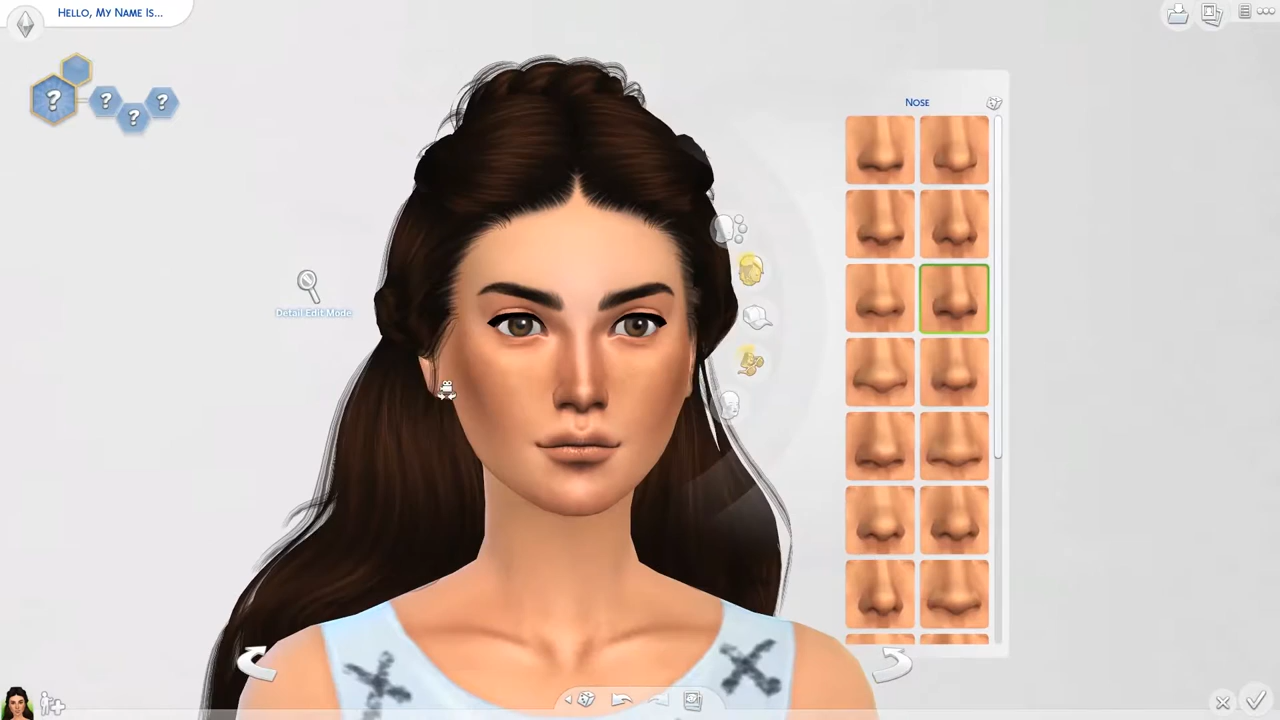 Hello, My Name Is...
? ? ? ?
Nose
Detail Edit Mode